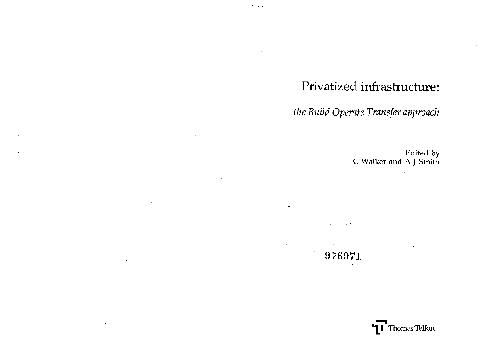 Privatized infrastructure:
the Build Operate Transfer approach
Edited by
C Walker and A J Smith
976971
Thomas Telford